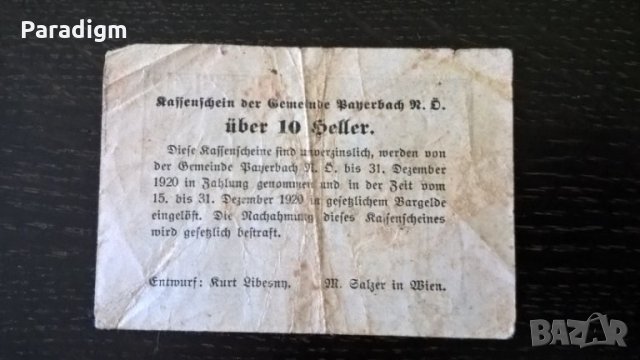 Paradigm
Kassenschein der Gemeinde Payerbach N. Ö.
über 10 Heller.
Diese Kassenscheine sind unverzinslich, werden von
der Gemeinde Payerbach N. Ö. bis 31. Dezember
1920 in Zahlung genommen und in der Zeit vom
15. bis 31. Dezember 1920 in gesetzlichem Bargelde
eingelöst. Die Nachahmung dieses Kassenscheines
wird gesetzlich bestraft.
Entwurf: Kurt Libesny. M. Salzer in Wien.
BAZAR